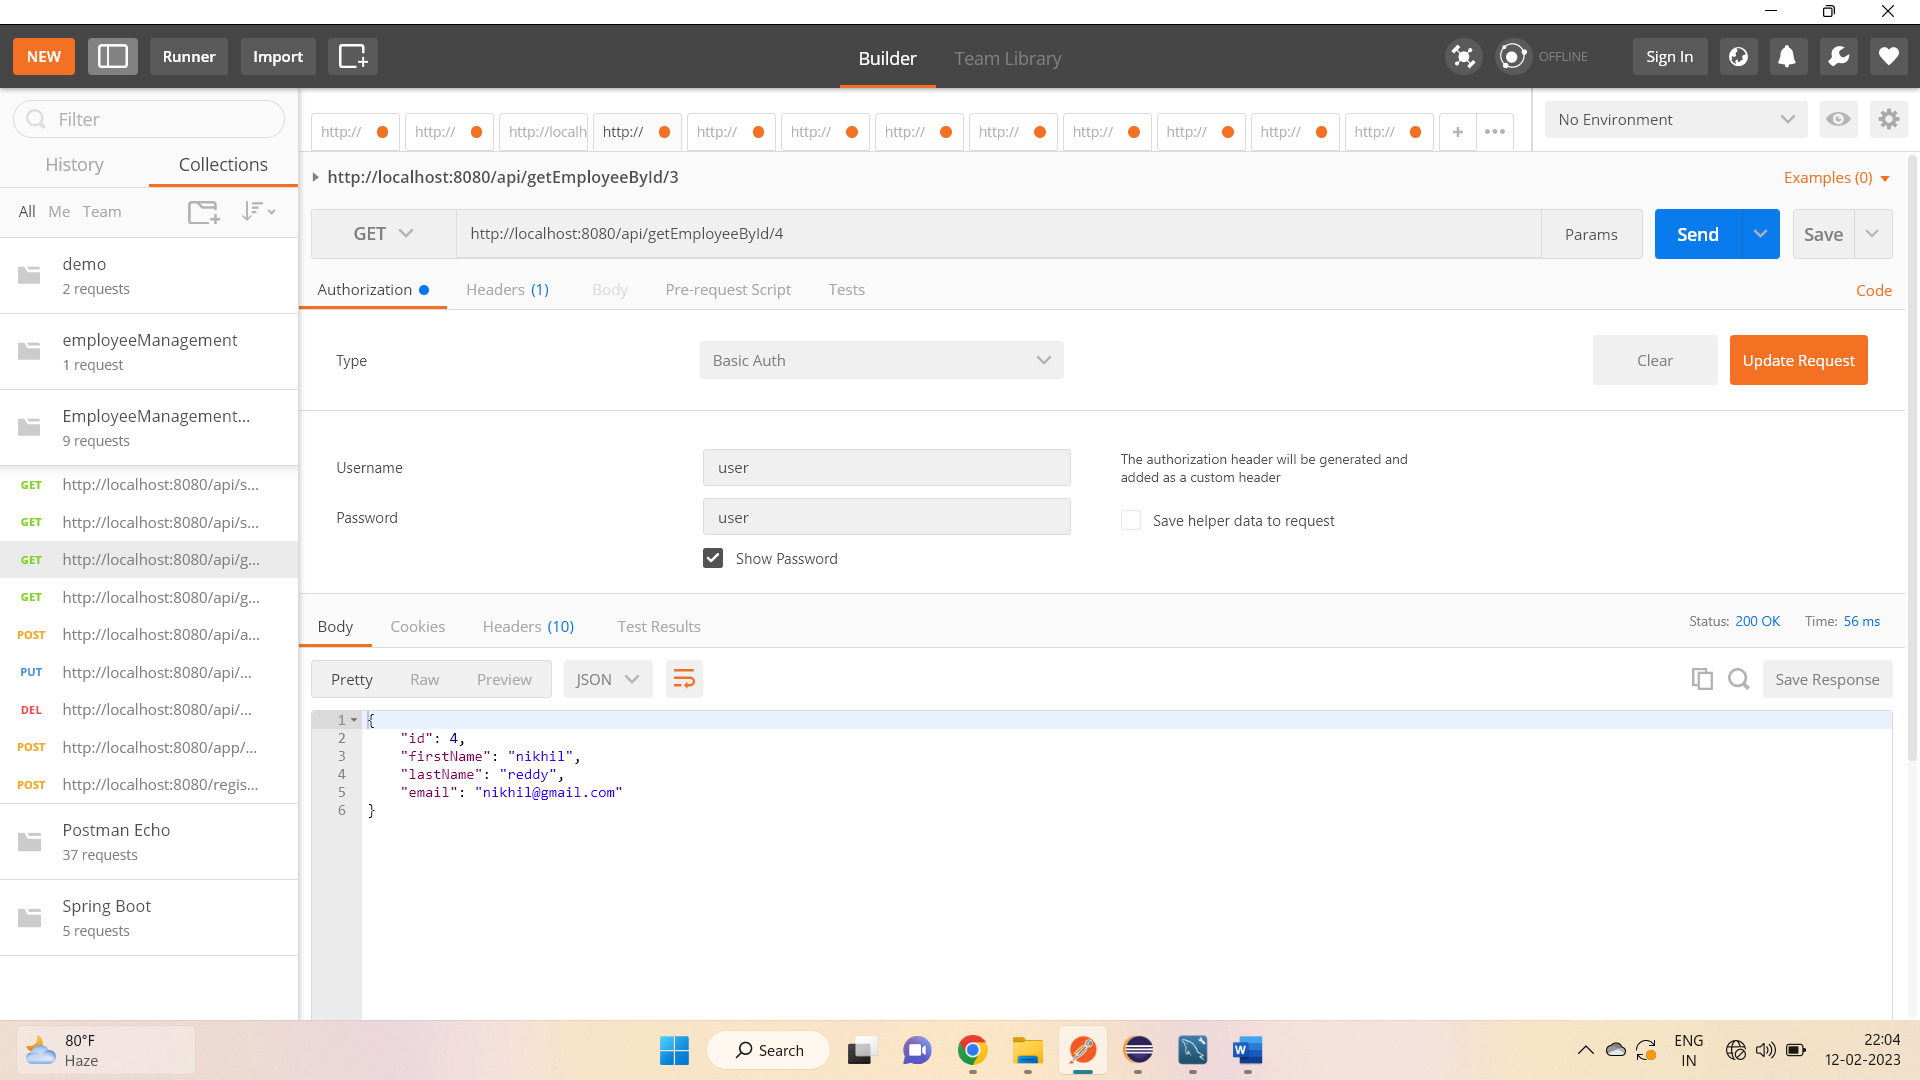 NEW
Runner
Import
Builder
Team Library
OFFLINE
Sign In
Filter
History
Collections
All
Me
Team
demo
2 requests
employeeManagement
1 request
EmployeeManagement...
9 requests
GET http://localhost:8080/api/s...
GET http://localhost:8080/api/s...
GET http://localhost:8080/api/g...
GET http://localhost:8080/api/g...
POST http://localhost:8080/api/a...
PUT http://localhost:8080/api/...
DEL http://localhost:8080/api/...
POST http://localhost:8080/app/...
POST http://localhost:8080/regis...
Postman Echo
37 requests
Spring Boot
5 requests
http://
http://
http://localh
http://
http://
http://
http://
http://
http://
http://
http://
http://
No Environment
http://localhost:8080/api/getEmployeeById/3
Examples (0)
GET
http://localhost:8080/api/getEmployeeById/4
Params
Send
Save
Authorization
Headers (1)
Body
Pre-request Script
Tests
Code
Type
Basic Auth
Clear
Update Request
Username
user
The authorization header will be generated and
added as a custom header
Password
user
Save helper data to request
Show Password
Body
Cookies
Headers (10)
Test Results
Status: 200 OK
Time: 56 ms
Pretty
Raw
Preview
JSON
Save Response
1 {
2 "id": 4,
3 "firstName": "nikhil",
4 "lastName": "reddy",
5 "email": "nikhil@gmail.com"
6 }
80°F
Haze
Search
W
ENG
IN
22:04
12-02-2023